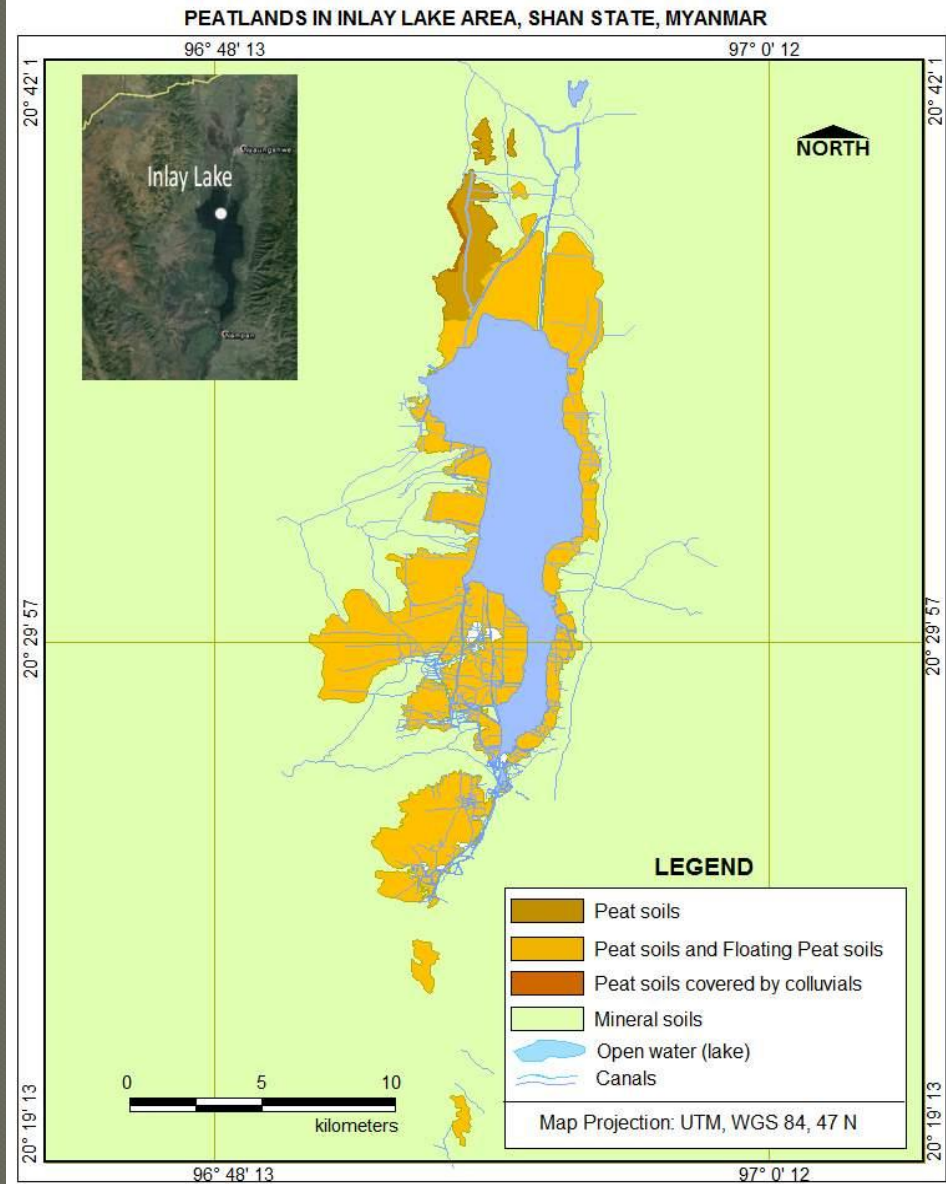 PEATLANDS IN INLAY LAKE AREA, SHAN STATE, MYANMAR
96° 48' 13
97° 0' 12
20° 42' 1
20° 42' 1
Inlay Lake
NORTH
20° 29' 57
20° 29' 57
LEGEND
Peat soils
Peat soils and Floating Peat soils
Peat soils covered by colluvials
Mineral soils
Open water (lake)
Canals
Map Projection: UTM, WGS 84, 47 N
0 5 10
kilometers
20° 19' 13
20° 19' 13
96° 48' 13
97° 0' 12